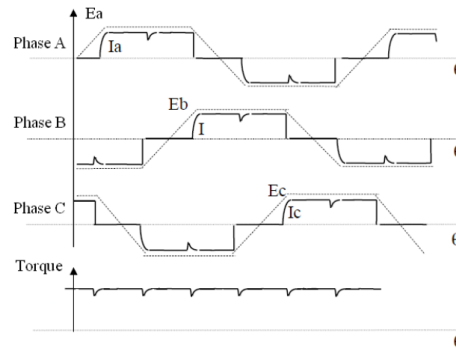 Ea
Phase A
Ia
θ
Eb
Phase B
I
θ
Ec
Phase C
Ic
θ
Torque
θ